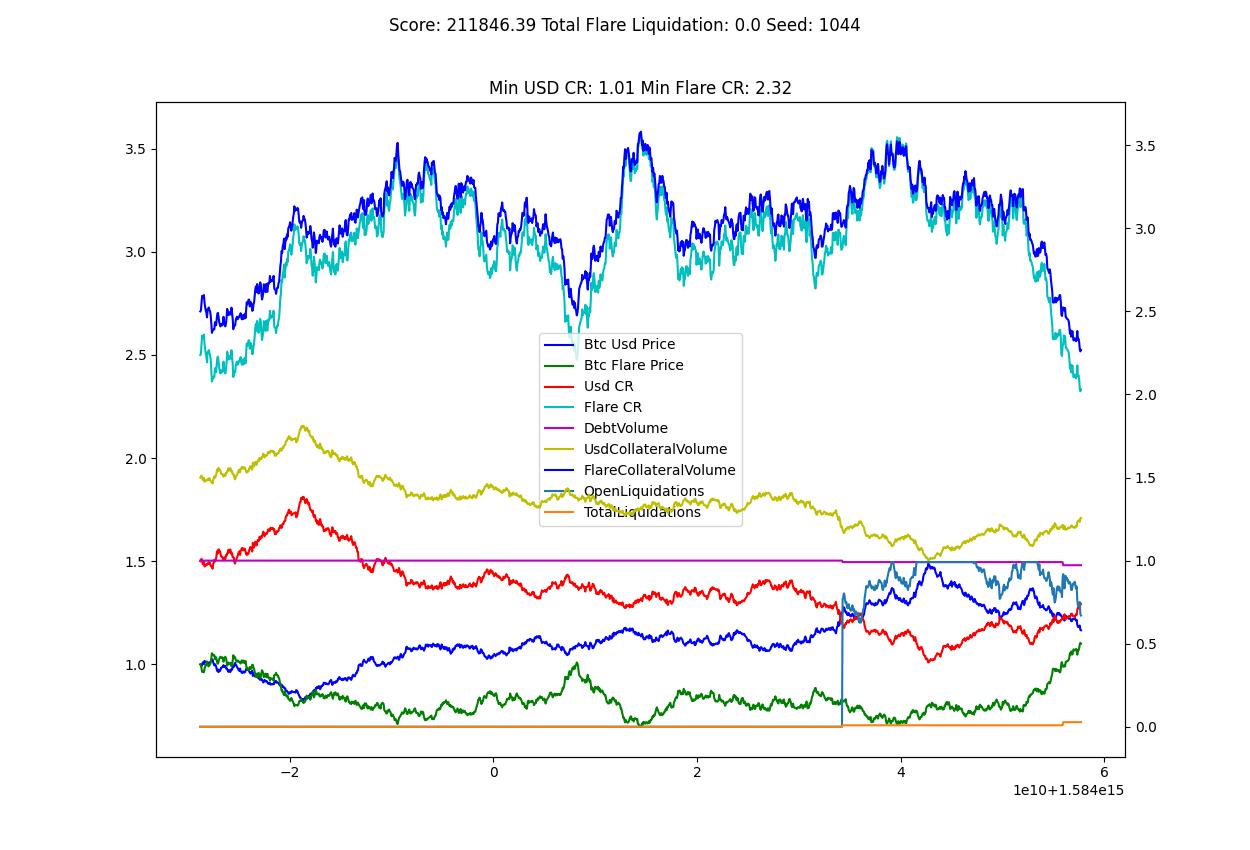 Score: 211846.39 Total Flare Liquidation: 0.0 Seed: 1044
Min USD CR: 1.01 Min Flare CR: 2.32
3.5
3.0
2.5
2.0
1.5
1.0
3.5
3.0
2.5
2.0
1.5
1.0
0.5
0.0
Btc Usd Price
Btc Flare Price
Usd CR
Flare CR
DebtVolume
UsdCollateralVolume
FlareCollateralVolume
OpenLiquidations
TotalLiquidations
−2 0 2 4 6
1e10+1.584e15